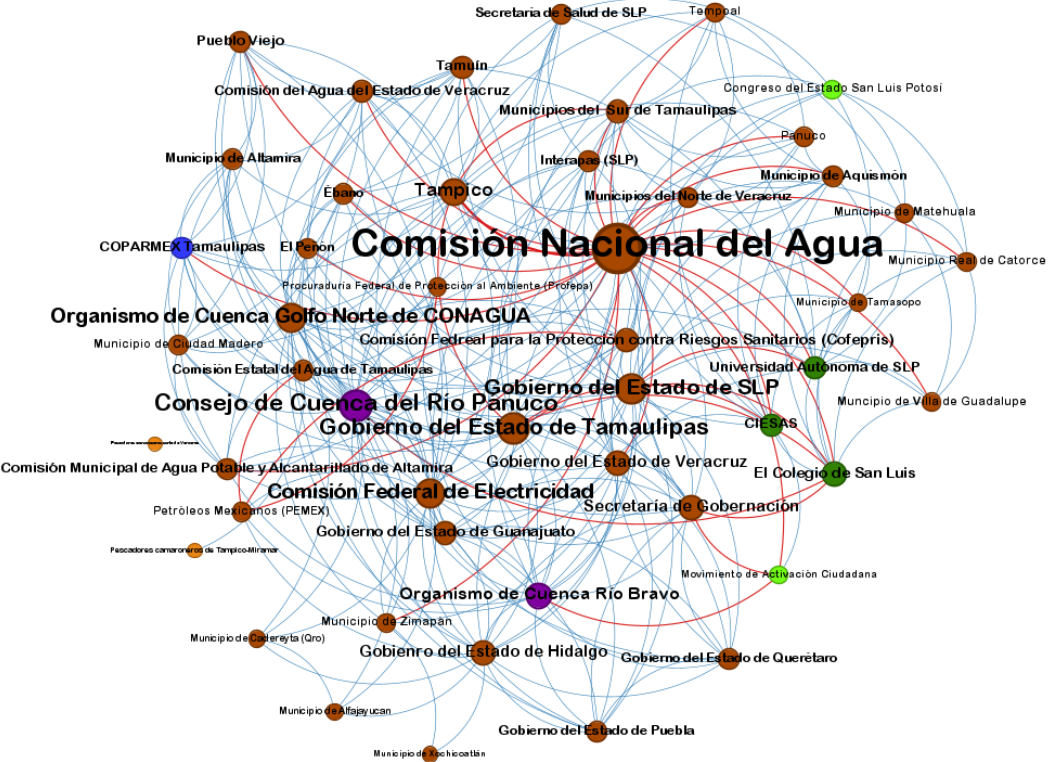 Secretaria de Salud de SLP
Tempoal
Pueblo Viejo
Tamuín
Comisión del Agua del Estado de Veracruz
Congreso del Estado San Luis Potosí
Municipios del Sur de Tamaulipas
Panuco
Municipio de Altamira
Interapas (SLP)
Municipio de Aquismón
Ébano
Tampico
Municipios del Norte de Veracruz
Municipio de Matehuala
COPARMEX Tamaulipas
El Peñón
Comisión Nacional del Agua
Municipio Real de Catorce
Procuraduría Federal de Protección al Ambiente (Profepa)
Municipio de Tamasopo
Organismo de Cuenca Golfo Norte de CONAGUA
Municipio de Ciudad Madero
Comisión Fedreal para la Protección contra Riesgos Sanitarios (Cofepris)
Comisión Estatal del Agua de Tamaulipas
Universidad Autónoma de SLP
Gobierno del Estado de SLP
Consejo de Cuenca del Río Pánuco
Muncipio de Villa de Guadalupe
Gobierno del Estado de Tamaulipas
CIESAS
Gobierno del Estado de Veracruz
Comisión Municipal de Agua Potable y Alcantarillado de Altamira
El Colegio de San Luis
Comisión Federal de Electricidad
Petróleos Mexicanos (PEMEX)
Secretaría de Gobernación
Gobierno del Estado de Guanajuato
Pescadores camaroneros de Tampico-Miramar
Movimiento de Activación Ciudadana
Organismo de Cuenca Río Bravo
Municipio de Zimapán
Municipio de Cadereyta (Qro)
Gobienro del Estado de Hidalgo
Gobierno del Estado de Querétaro
Municipio de Alfajayucan
Gobierno del Estado de Puebla
Municipio de Xochicoatlán